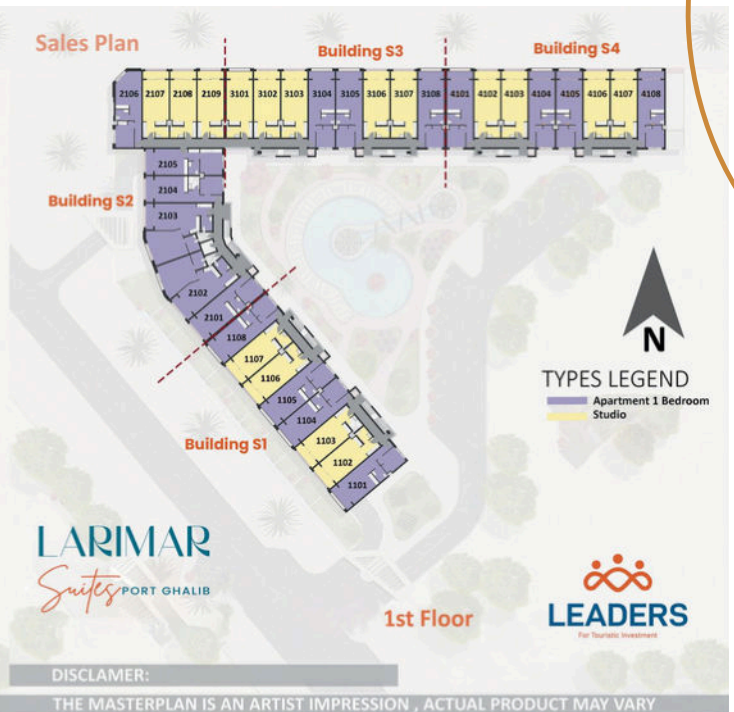 Sales Plan
Building S3
Building S4
2106
2107
2108
2109
3101
3102
3103
3104
3105
3106
3107
3108
4101
4102
4103
4104
4105
4106
4107
4108
2105
2104
2103
Building S2
2102
2101
1108
1107
1106
1105
1104
1103
1102
1101
Building S1
N
TYPES LEGEND
Apartment 1 Bedroom
Studio
LARIMAR
Suites PORT GHALIB
1st Floor
LEADERS
For Touristic Investment
DISCLAMER:
THE MASTERPLAN IS AN ARTIST IMPRESSION , ACTUAL PRODUCT MAY VARY